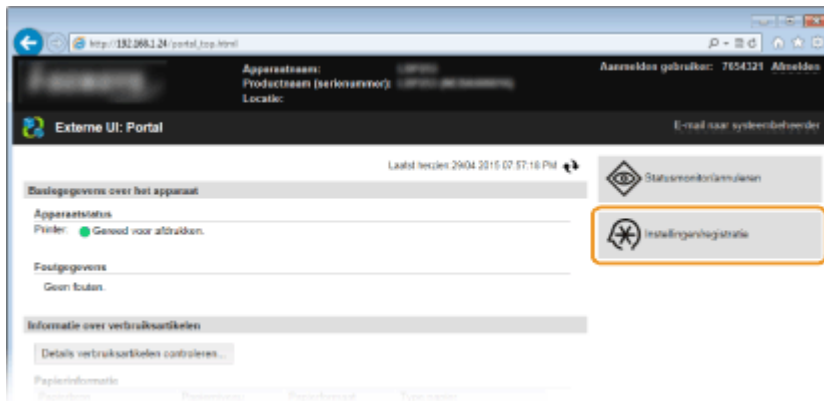 http://192.168.1.24/portal_top.html
Apparaatnaam:
Productnaam (serienummer):
Locatie:
Aanmelden gebruiker: 7654321 Afmelden
Externe UI: Portal
E-mail naar systeembeheerder
Laatst herzien 29/04 2015 07:57:18 PM
Statusmonitor/annuleren
Basisgegevens over het apparaat
Apparaatstatus
Printer: Gereed voor afdrukken.
Instellingen/registratie
Foutgegevens
Geen fouten.
Informatie over verbruiksartikelen
Details verbruiksartikelen controleren...
Papierinformatie